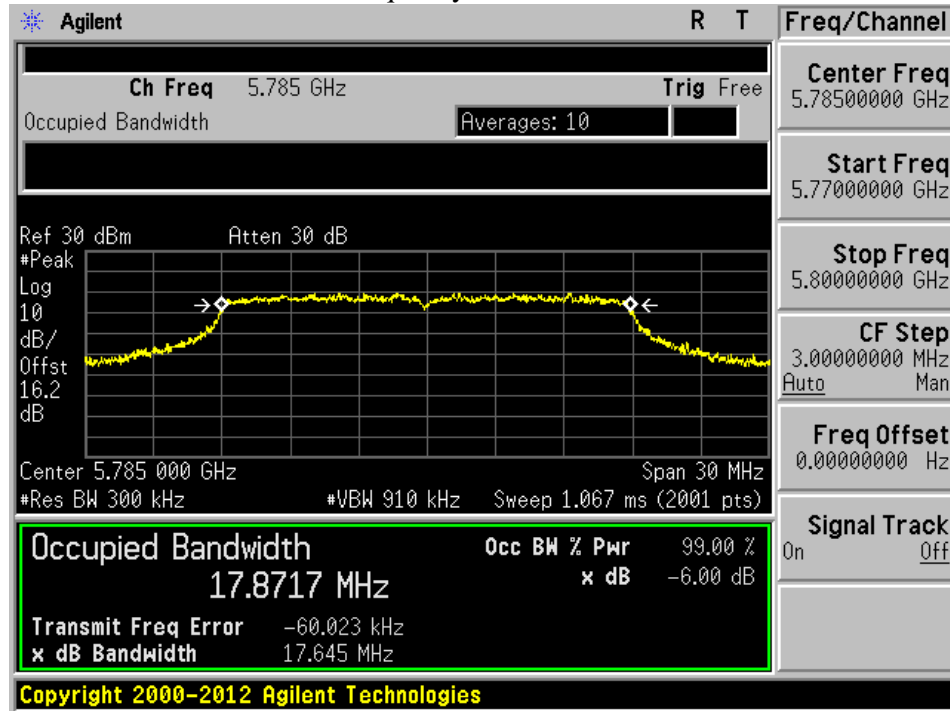 Agilent R T Freq/Channel
Ch Freq 5.785 GHz Trig Free
Occupied Bandwidth Averages: 10
Center Freq
5.78500000 GHz
Start Freq
5.77000000 GHz
Stop Freq
5.80000000 GHz
CF Step
3.00000000 MHz
Auto Man
Freq Offset
0.00000000 Hz
Signal Track
On Off
Ref 30 dBm Atten 30 dB
#Peak
Log
10
dB/
Offst
16.2
dB
Center 5.785 000 GHz Span 30 MHz
#Res BW 300 kHz #VBW 910 kHz Sweep 1.067 ms (2001 pts)
Occupied Bandwidth Occ BW % Pwr 99.00 %
17.8717 MHz x dB -6.00 dB
Transmit Freq Error -60.023 kHz
x dB Bandwidth 17.645 MHz
Copyright 2000-2012 Agilent Technologies